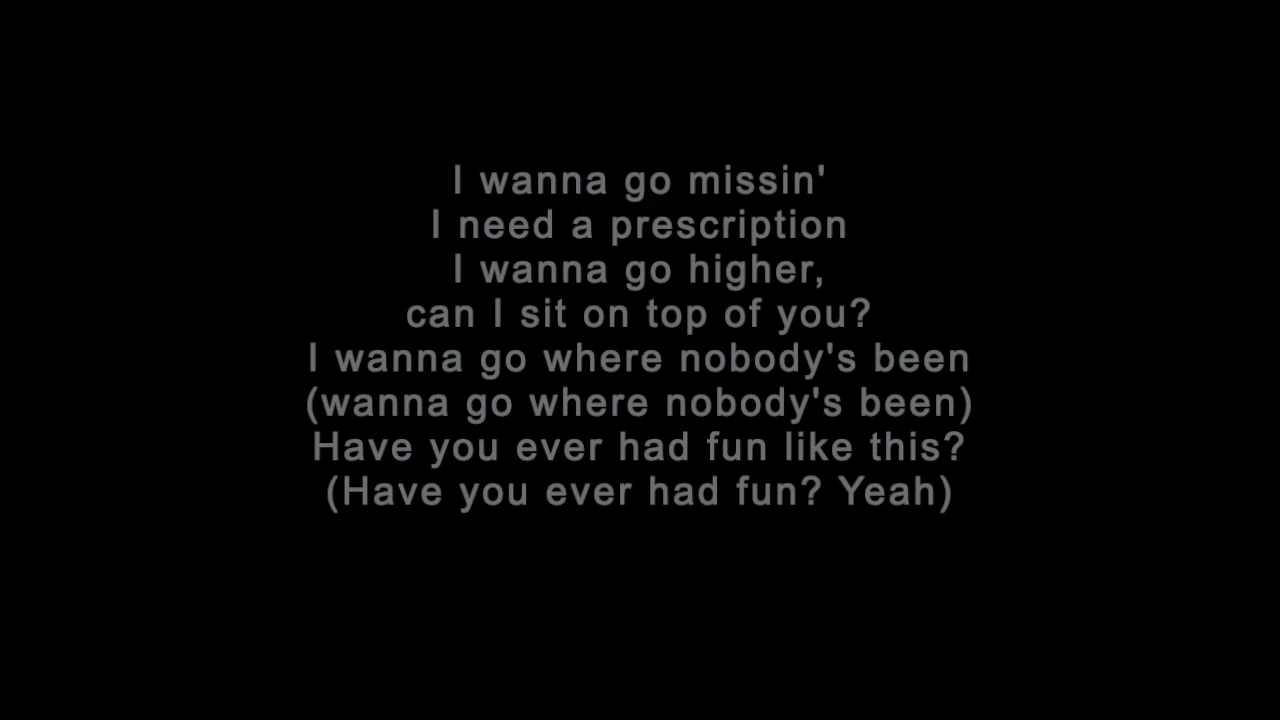 I wanna go missin'
I need a prescription
I wanna go higher,
can I sit on top of you?
I wanna go where nobody's been
(wanna go where nobody's been)
Have you ever had fun like this?
(Have you ever had fun? Yeah)